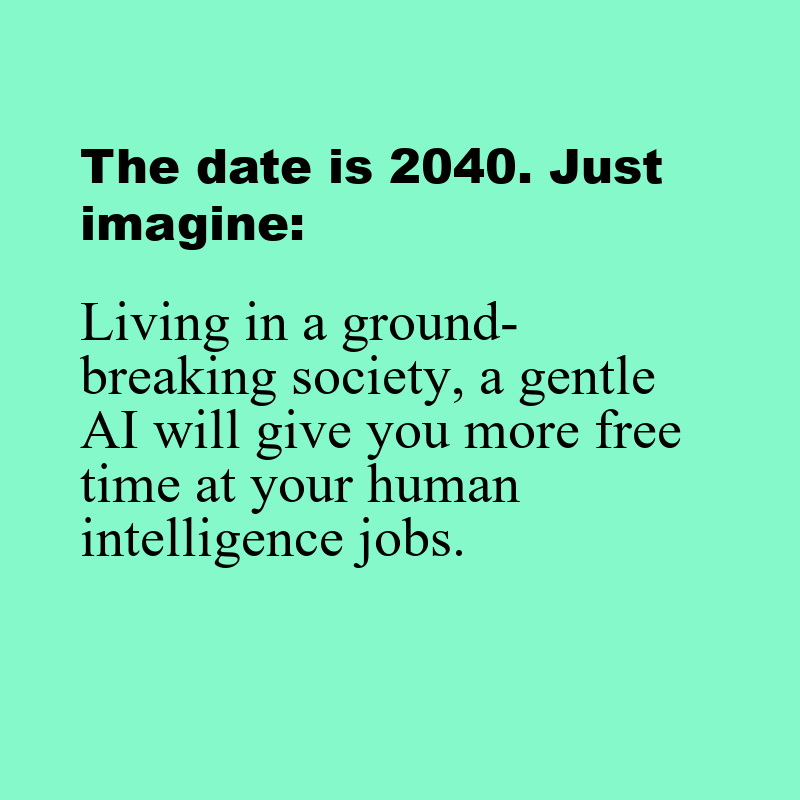 The date is 2040. Just
imagine:
Living in a ground-
breaking society, a gentle
AI will give you more free
time at your human
intelligence jobs.